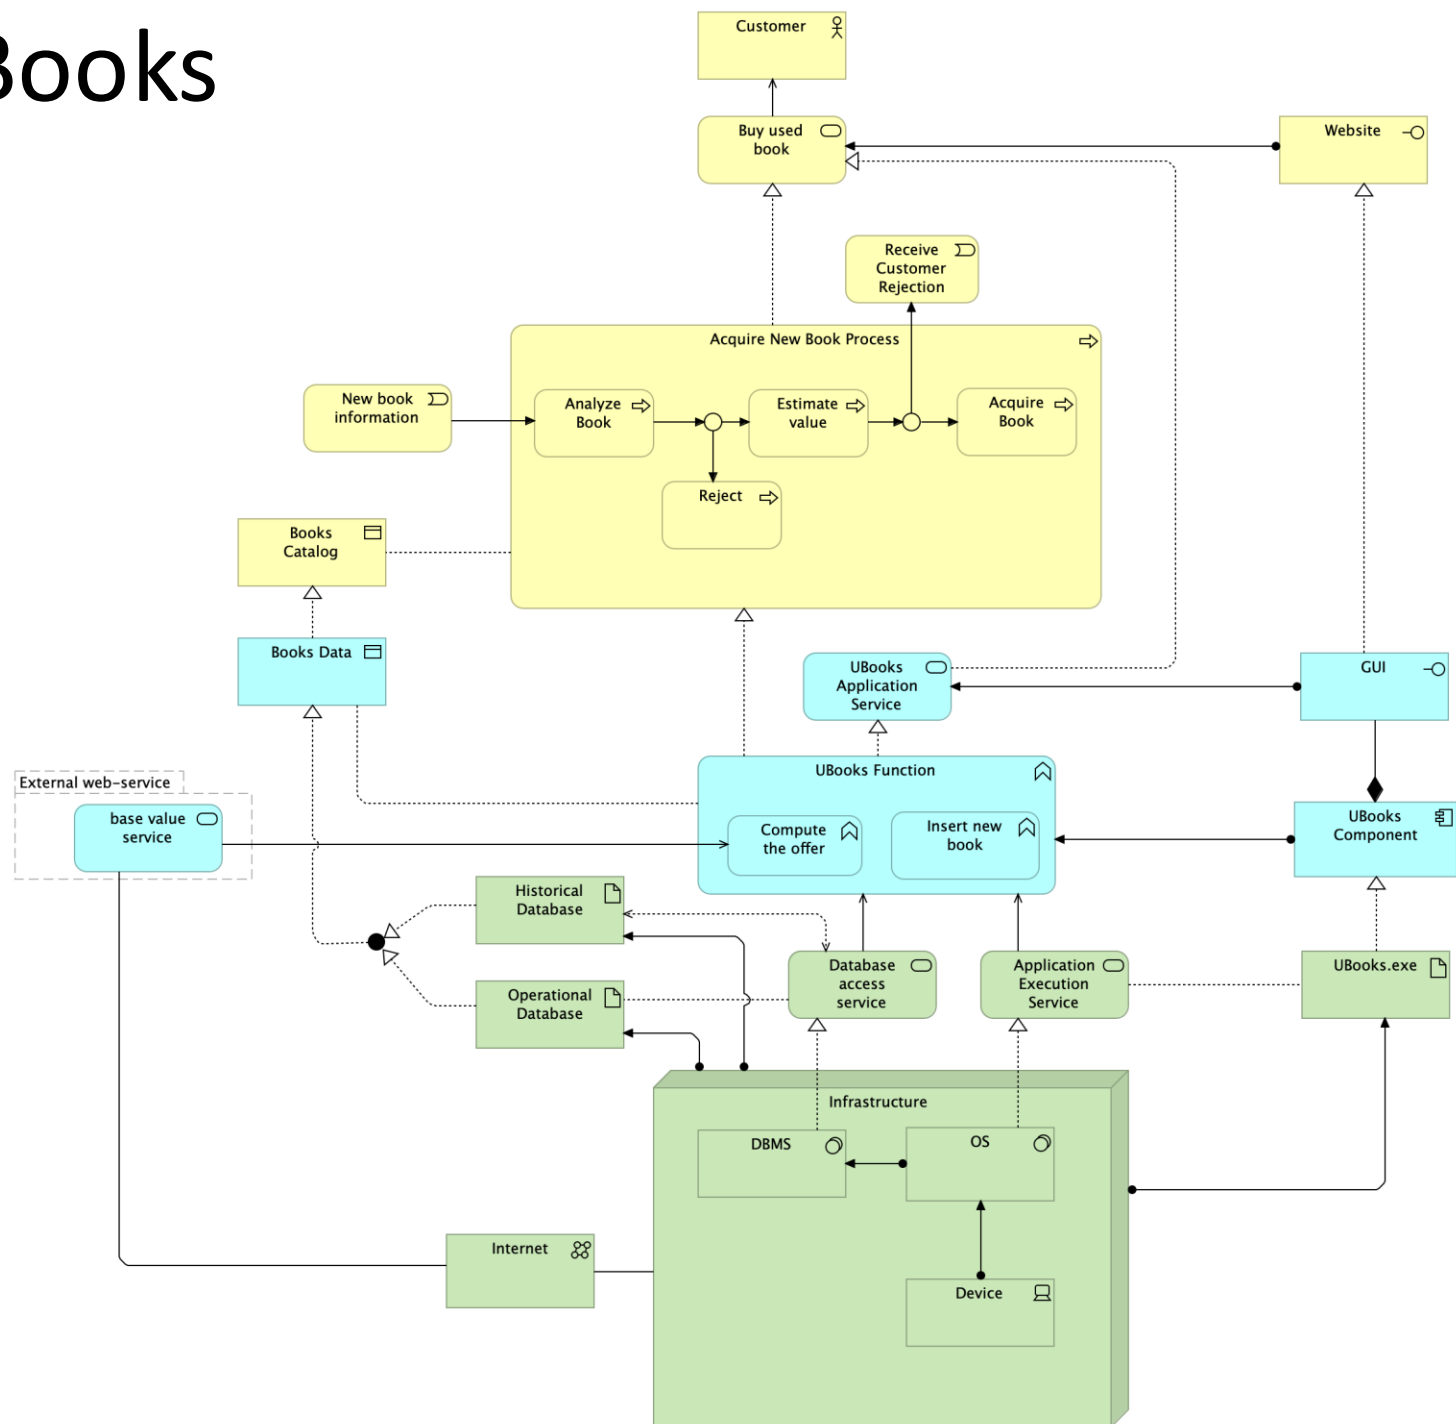 Books
Customer
Buy used
book
Website
Receive
Customer
Rejection
Acquire New Book Process
New book
information
Analyze
Book
Estimate
value
Acquire
Book
Reject
Books
Catalog
Books Data
UBooks
Application
Service
GUI
External web-service
base value
service
UBooks Function
Compute
the offer
Insert new
book
UBooks
Component
Historical
Database
Database
access
service
Application
Execution
Service
UBooks.exe
Operational
Database
Infrastructure
DBMS
OS
Internet
Device